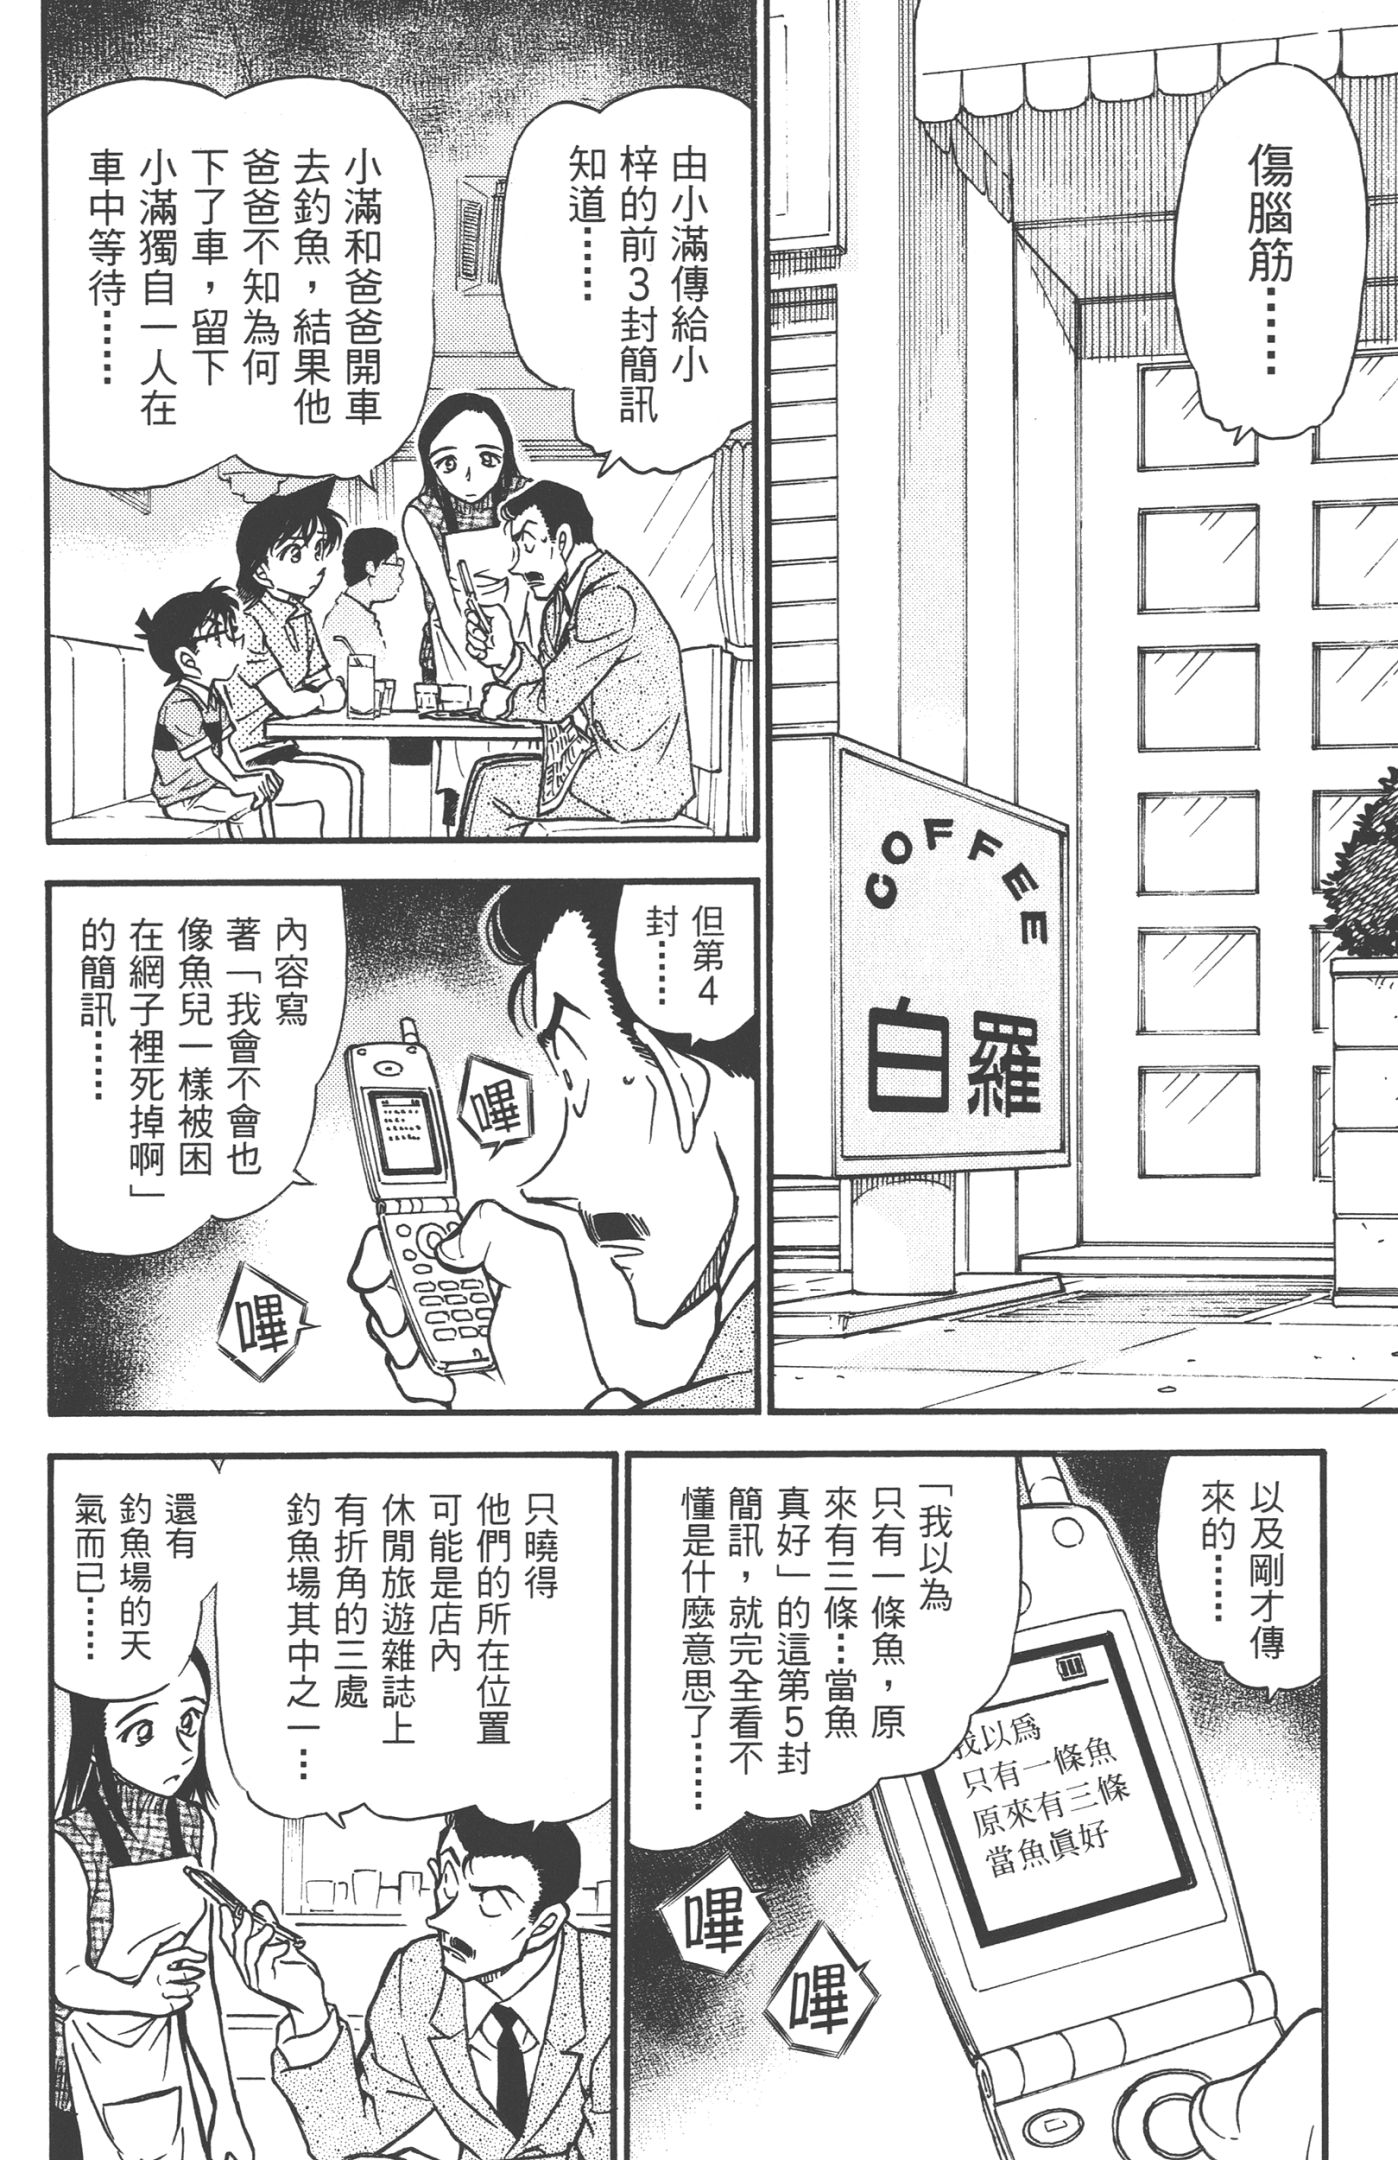 傷腦筋……
COFFEE
白羅
由小滿傳給小
梓的前3封簡訊
知道……
小滿和爸爸開車
去釣魚，結果他
爸爸不知為何
下了車，留下
小滿獨自一人在
車中等待……
但第4
封……
內容寫
著「我會不會也
像魚兒一樣被困
在網子裡死掉啊」
的簡訊……
嗶
嗶
以及剛才傳
來的……
我以為
只有一條魚
原來有三條
當魚真好
「我以為
只有一條魚，原
來有三條…當魚
真好」的這第5封
簡訊，就完全看不
懂是什麼意思了……
嗶
嗶
只曉得
他們的所在位置
可能是店內
休閒旅遊雜誌上
有折角的三處
釣魚場其中之一…
還有
釣魚場的天
氣而已……